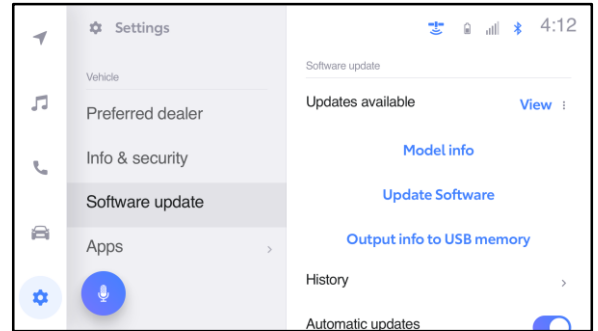 Settings
4:12
Vehicle
Preferred dealer
Info & security
Software update
Apps
Software update
Updates available
View
Model info
Update Software
Output info to USB memory
History
Automatic updates